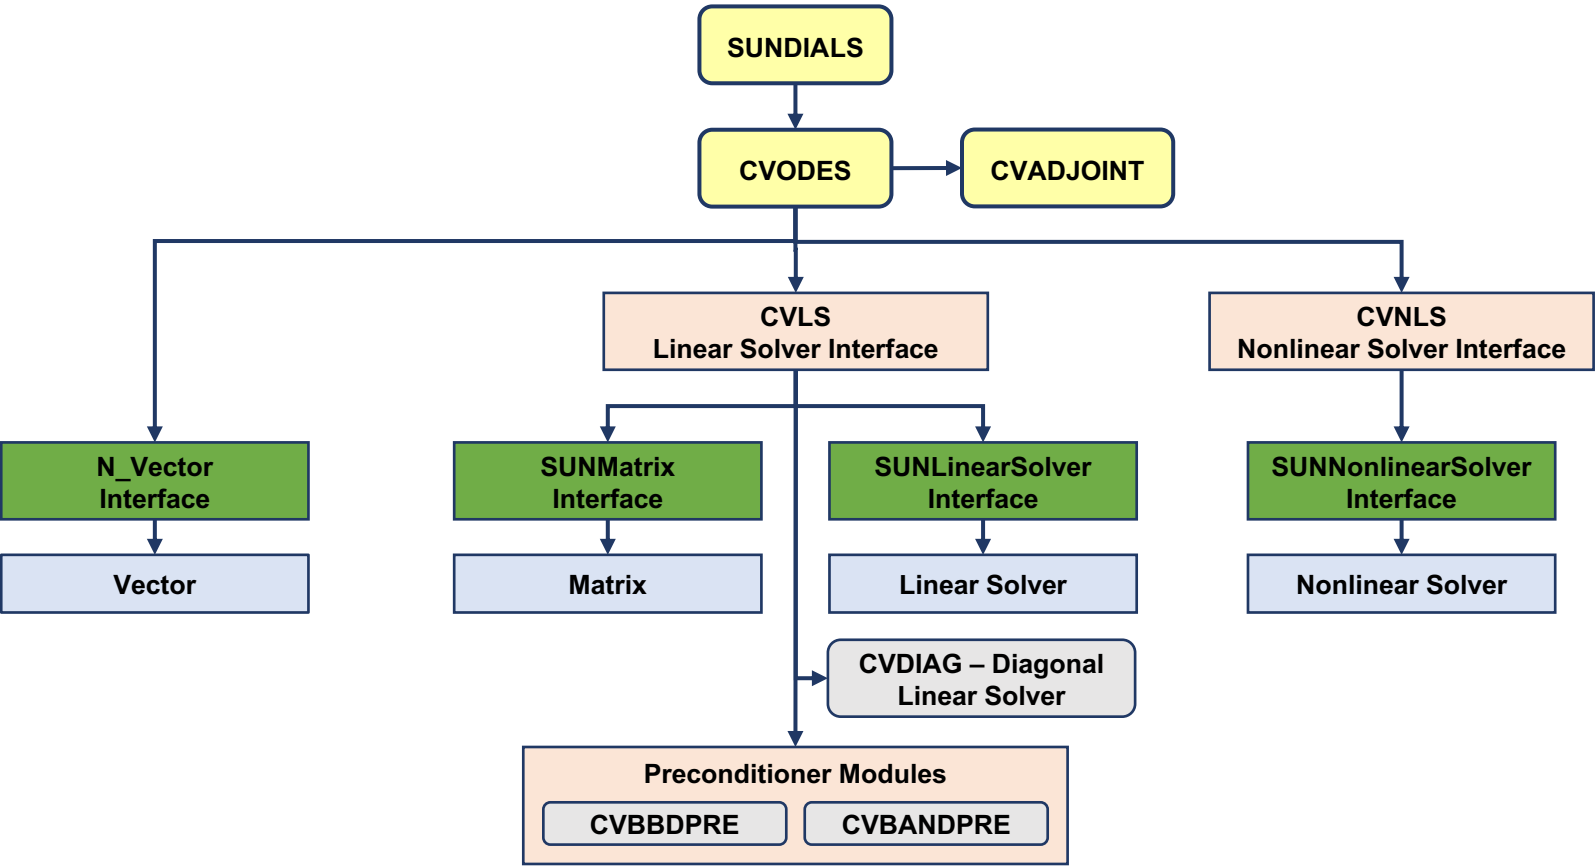 SUNDIALS
CVODES
CVADJOINT
CVLS
Linear Solver Interface
CVNLS
Nonlinear Solver Interface
N_Vector
Interface
SUNMatrix
Interface
SUNLinearSolver
Interface
SUNNonlinearSolver
Interface
Vector
Matrix
Linear Solver
Nonlinear Solver
CVDIAG – Diagonal
Linear Solver
Preconditioner Modules
CVBBDPRE
CVBANDPRE